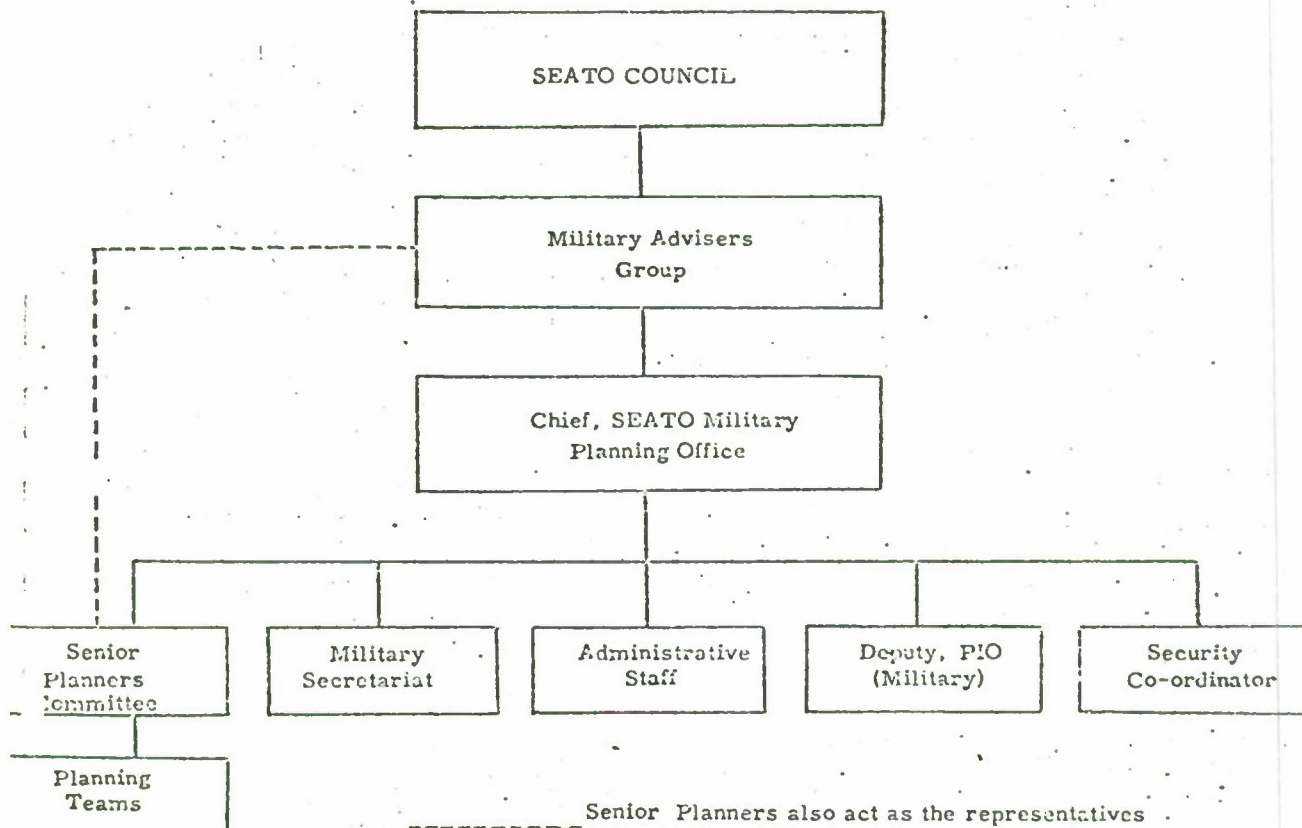 SEATO COUNCIL
Military Advisers
Group
Chief, SEATO Military
Planning Office
Senior
Planners
Committee
Military
Secretariat
Administrative
Staff
Deputy, PIO
(Military)
Security
Co-ordinator
Planning
Teams
Senior Planners also act as the representatives